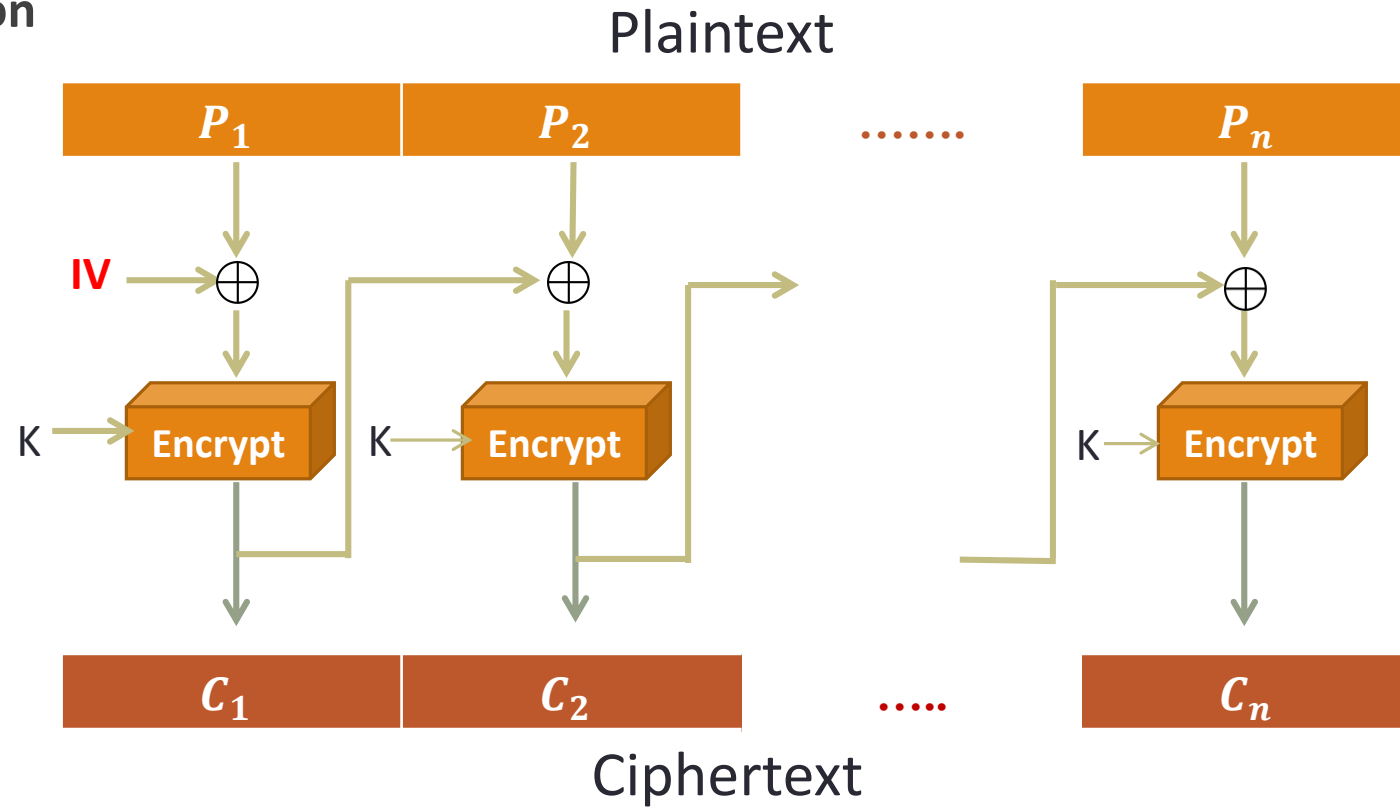 on
Plaintext
P₁ P₂ ……. Pₙ
IV
K Encrypt K Encrypt K Encrypt
C₁ C₂ ….. Cₙ
Ciphertext